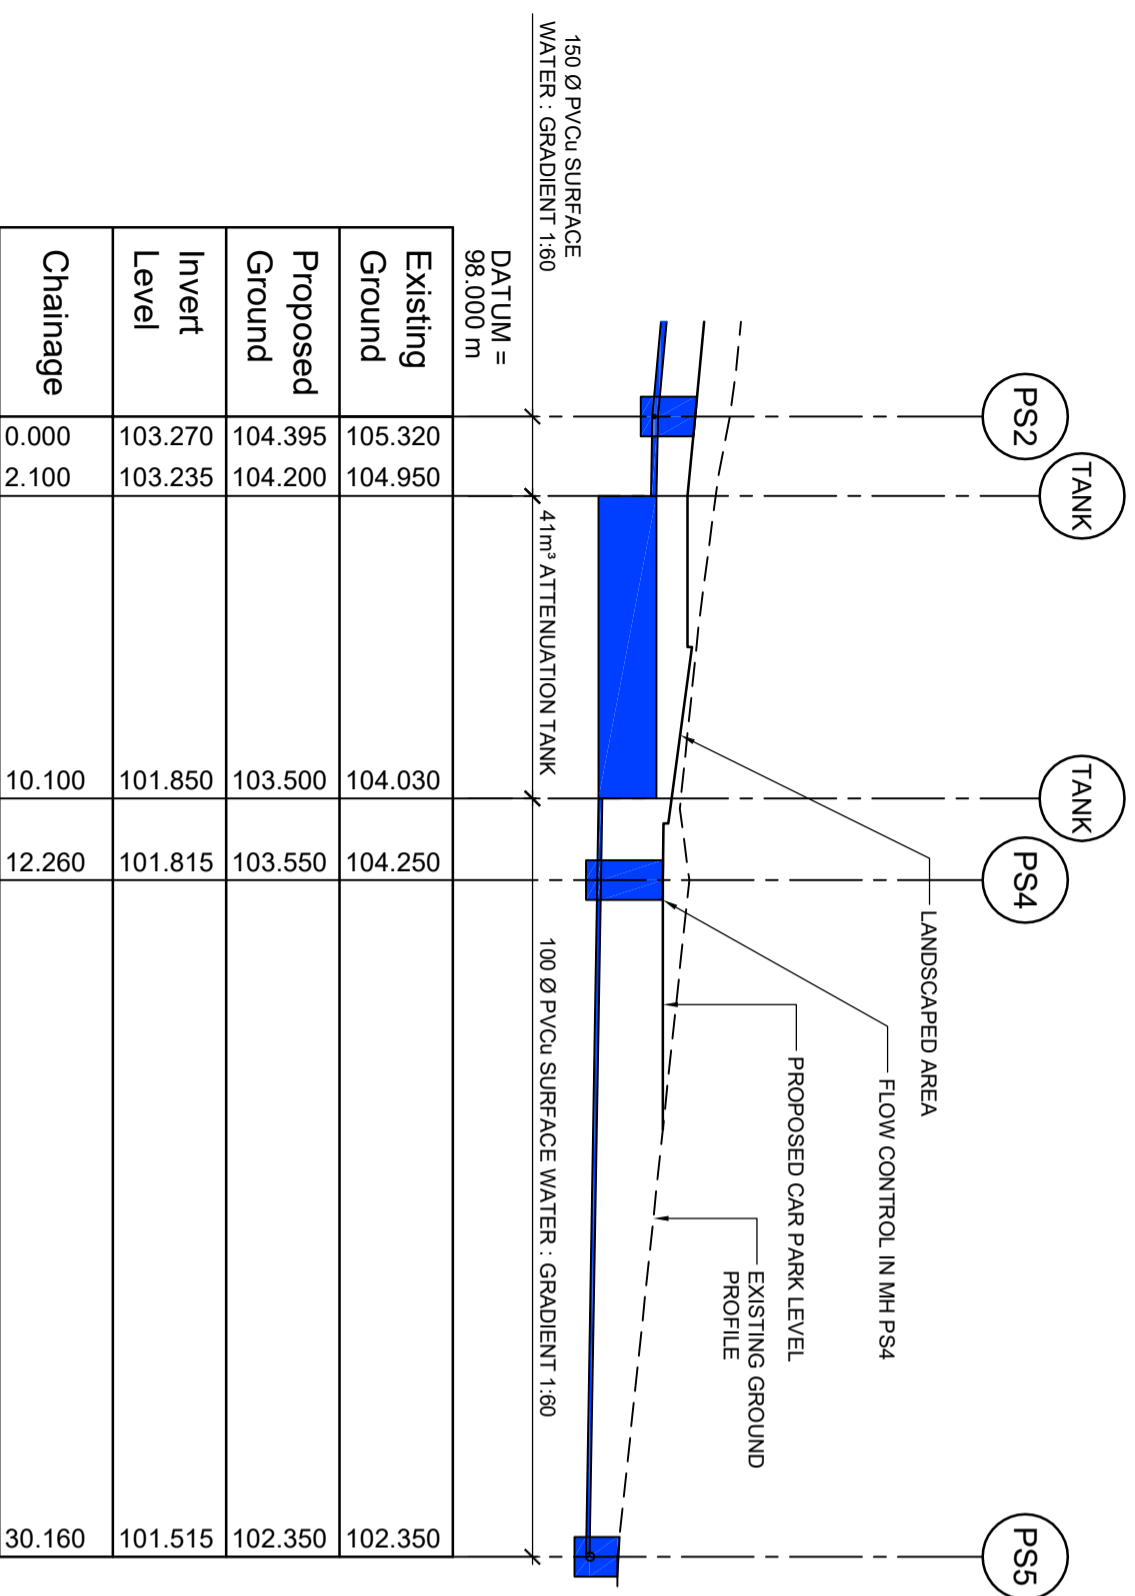 PS2
TANK
TANK
PS4
PS5
LANDSCAPED AREA
FLOW CONTROL IN MH PS4
PROPOSED CAR PARK LEVEL
EXISTING GROUND
PROFILE
150 Ø PVCu SURFACE
WATER : GRADIENT 1:60
41m³ ATTENUATION TANK
100 Ø PVCu SURFACE WATER : GRADIENT 1:60
DATUM =
98.000 m
Existing
Ground
105.320 104.950 104.030 104.250 102.350
Proposed
Ground
104.395 104.200 103.500 103.550 102.350
Invert
Level
103.270 103.235 101.850 101.815 101.515
Chainage
0.000 2.100 10.100 12.260 30.160